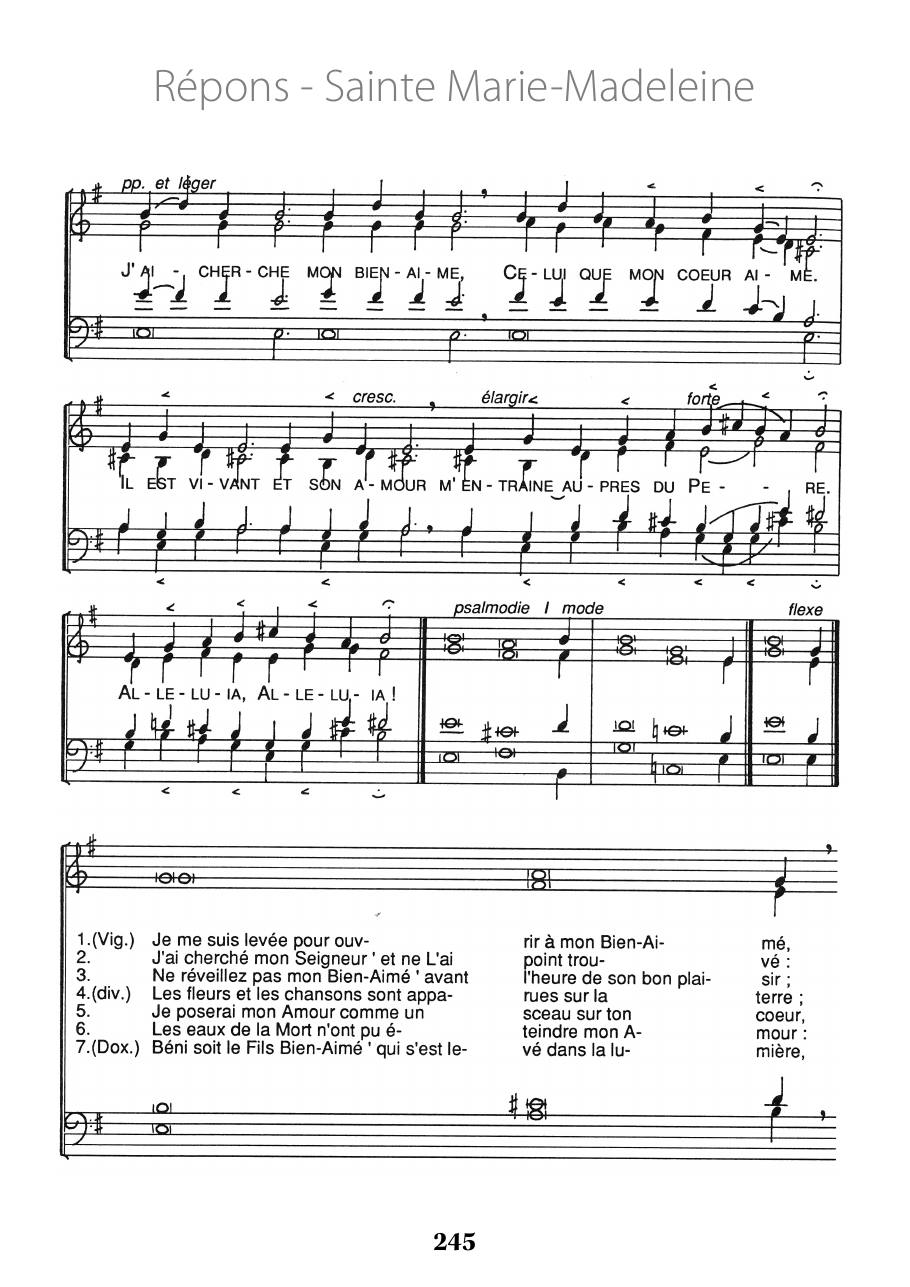 Répons - Sainte Marie-Madeleine
pp. et léger
J'AI - CHERCHE MON BIEN-AIME, CELUI QUE MON COEUR AI- ME.
cresc. élargir forte
IL EST VI-VANT ET SON A'-MOUR M'EN-TRAINE AU-PRES DU PE - - RE.
psalmodie I mode flexe
AL-LE-LU-IA, AL-LE-LU-IA !
1.(Vig.) Je me suis levée pour ouv- rir à mon Bien-Ai- mé,
2. J'ai cherché mon Seigneur ' et ne L'ai point trou- vé :
3. Ne réveillez pas mon Bien-Aimé ' avant l'heure de son bon plai- sir ;
4.(div.) Les fleurs et les chansons sont appa- rues sur la terre ;
5. Je poserai mon Amour comme un sceau sur ton coeur,
6. Les eaux de la Mort n'ont pu é- teindre mon A- mour :
7.(Dox.) Béni soit le Fils Bien-Aimé ' qui s'est le- vé dans la lu- mière,
245